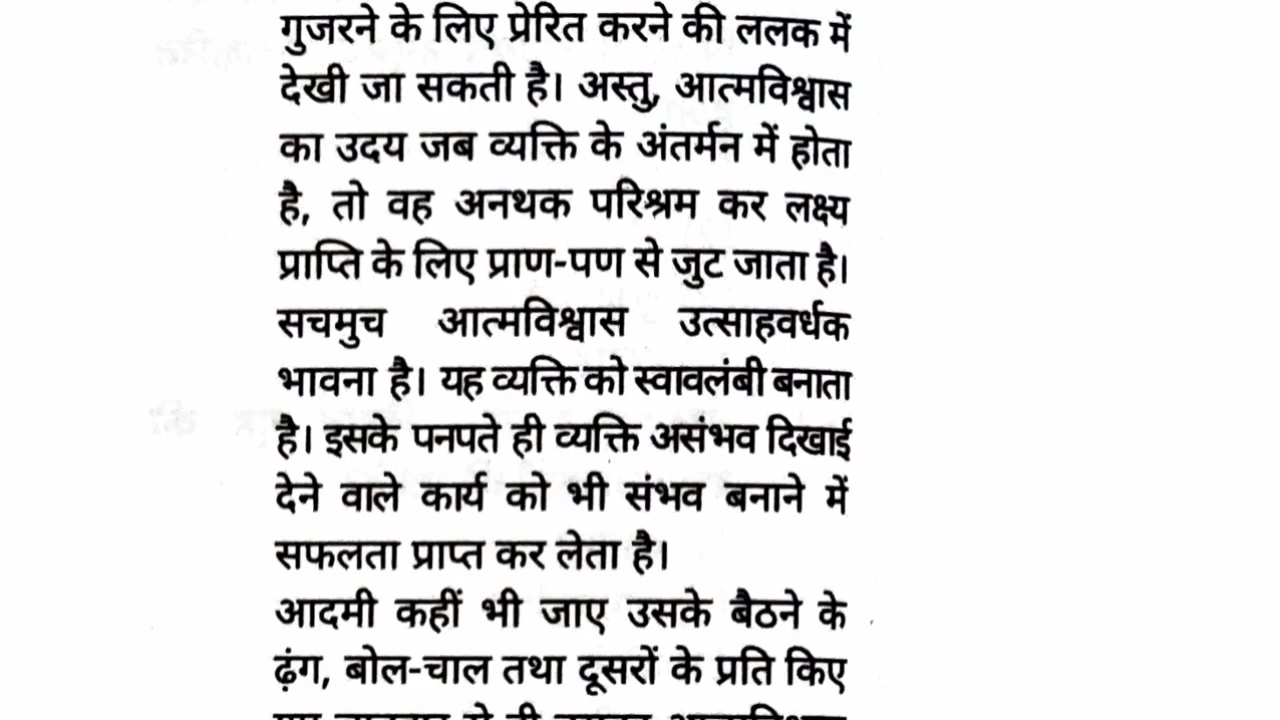 गुजरने के लिए प्रेरित करने की ललक में
देखी जा सकती है। अस्तु, आत्मविश्वास
का उदय जब व्यक्ति के अंतर्मन में होता
है, तो वह अनथक परिश्रम कर लक्ष्य
प्राप्ति के लिए प्राण-पण से जुट जाता है।
सचमुच आत्मविश्वास उत्साहवर्धक
भावना है। यह व्यक्ति को स्वावलंबी बनाता
है। इसके पनपते ही व्यक्ति असंभव दिखाई
देने वाले कार्य को भी संभव बनाने में
सफलता प्राप्त कर लेता है।
आदमी कहीं भी जाए उसके बैठने के
ढ़ंग, बोल-चाल तथा दूसरों के प्रति किए